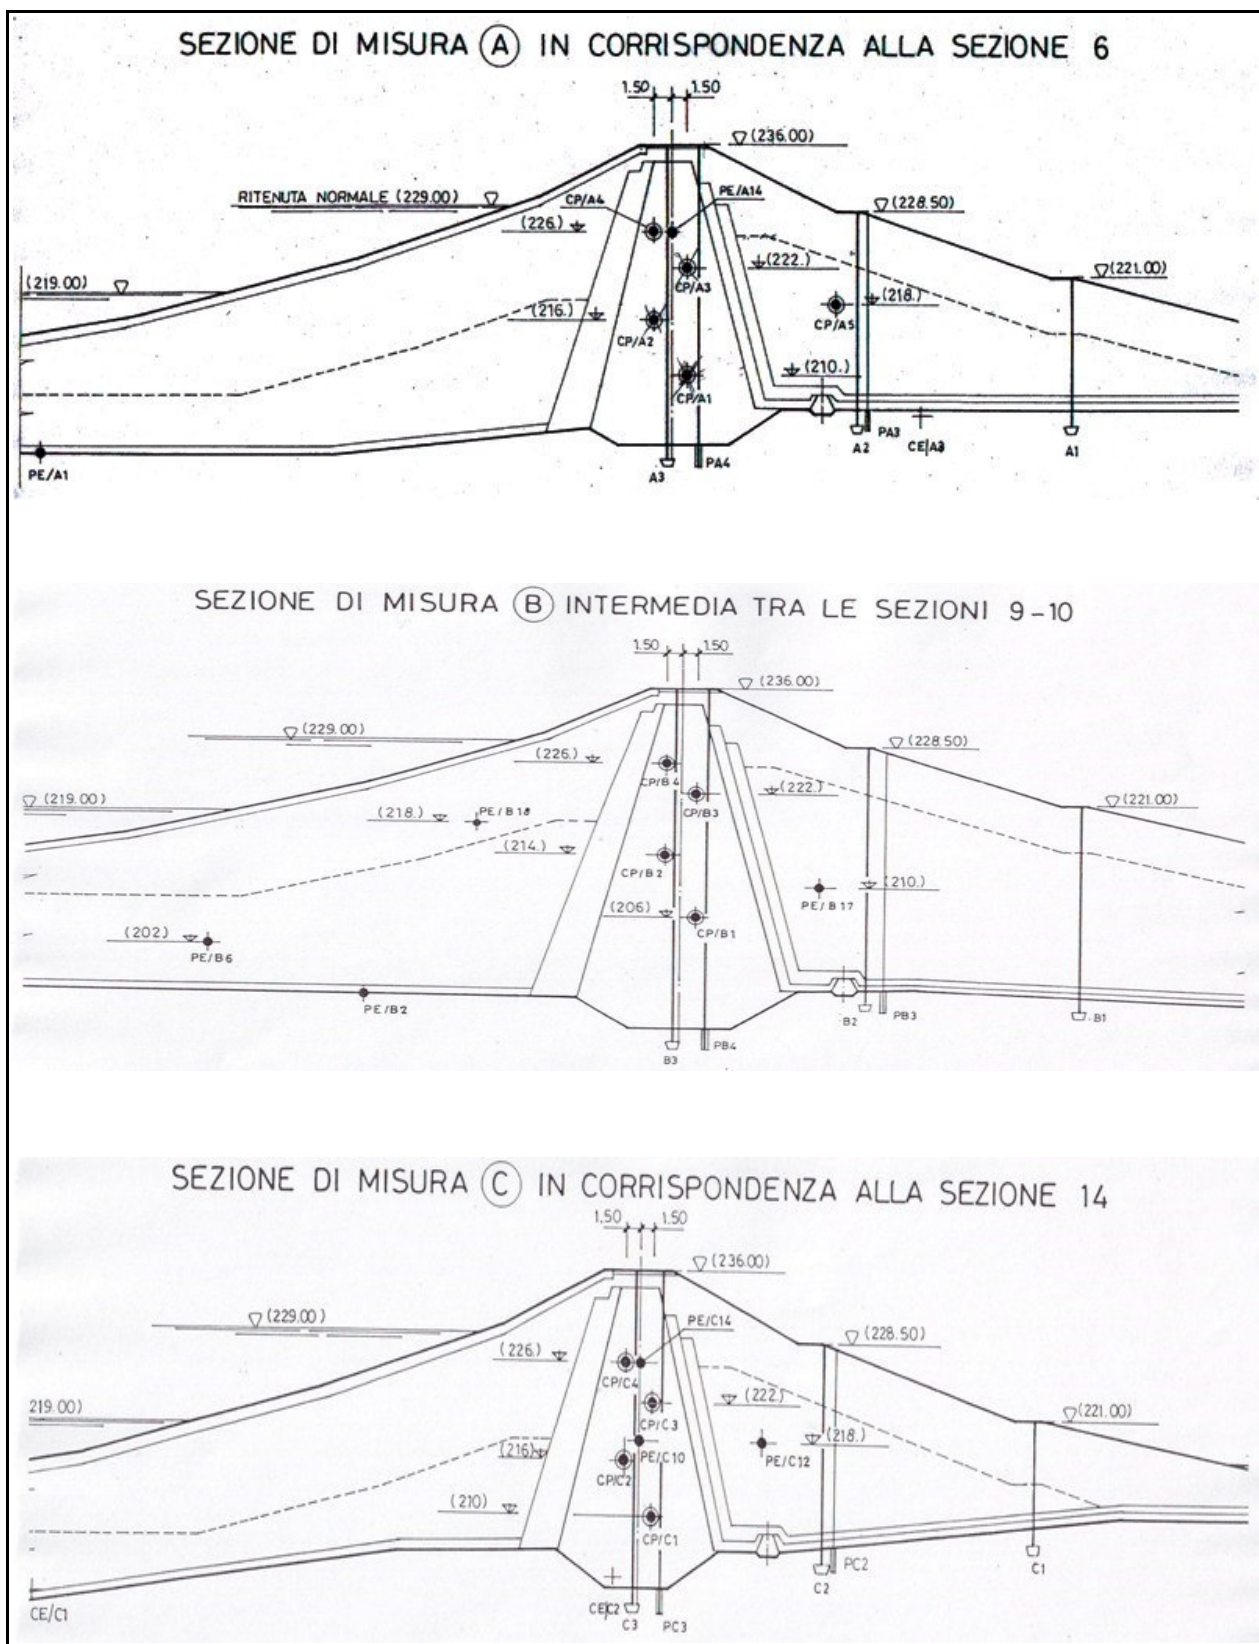 SEZIONE DI MISURA A IN CORRISPONDENZA ALLA SEZIONE 6
1.50 1.50
(236.00)
RITENUTA NORMALE (229.00)
CP/A4
PE/A14
(228.50)
(226.)
(222.)
(221.00)
(219.00)
CP/A3
(216.)
(218.)
CP/A2
CP/A5
(210.)
CP/A1
PE/A1
A3
PA4
A2
PA3
CE/A3
A1
SEZIONE DI MISURA B INTERMEDIA TRA LE SEZIONI 9-10
1.50 1.50
(236.00)
(229.00)
(228.50)
(226.)
CP/B4
(222.)
(219.00)
(221.00)
(218.)
PE/B18
CP/B3
(214.)
CP/B2
(210.)
PE/B17
(206)
CP/B1
(202)
PE/B6
PE/B2
B3
PB4
B2
PB3
B1
SEZIONE DI MISURA C IN CORRISPONDENZA ALLA SEZIONE 14
1.50 1.50
(236.00)
(229.00)
PE/C14
(228.50)
(226.)
CP/C4
(222.)
219.00)
CP/C3
(221.00)
(216)
PE/C10
(218.)
CP/C2
PE/C12
(210)
CP/C1
CE/C1
CEC2
C3
PC3
C2
PC2
C1